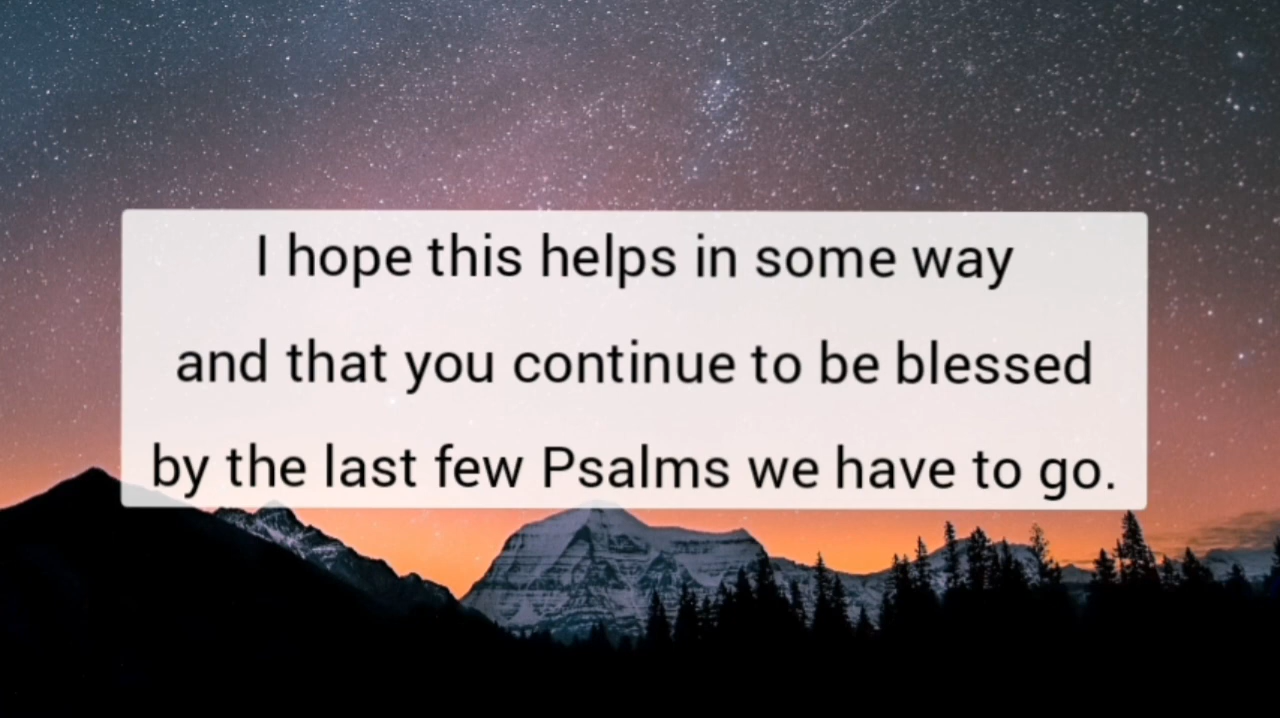 I hope this helps in some way
and that you continue to be blessed
by the last few Psalms we have to go.